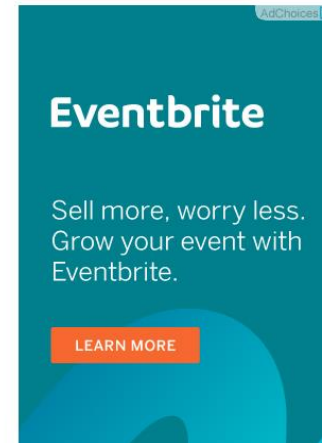 AdChoices
Eventbrite
Sell more, worry less.
Grow your event with
Eventbrite.
LEARN MORE